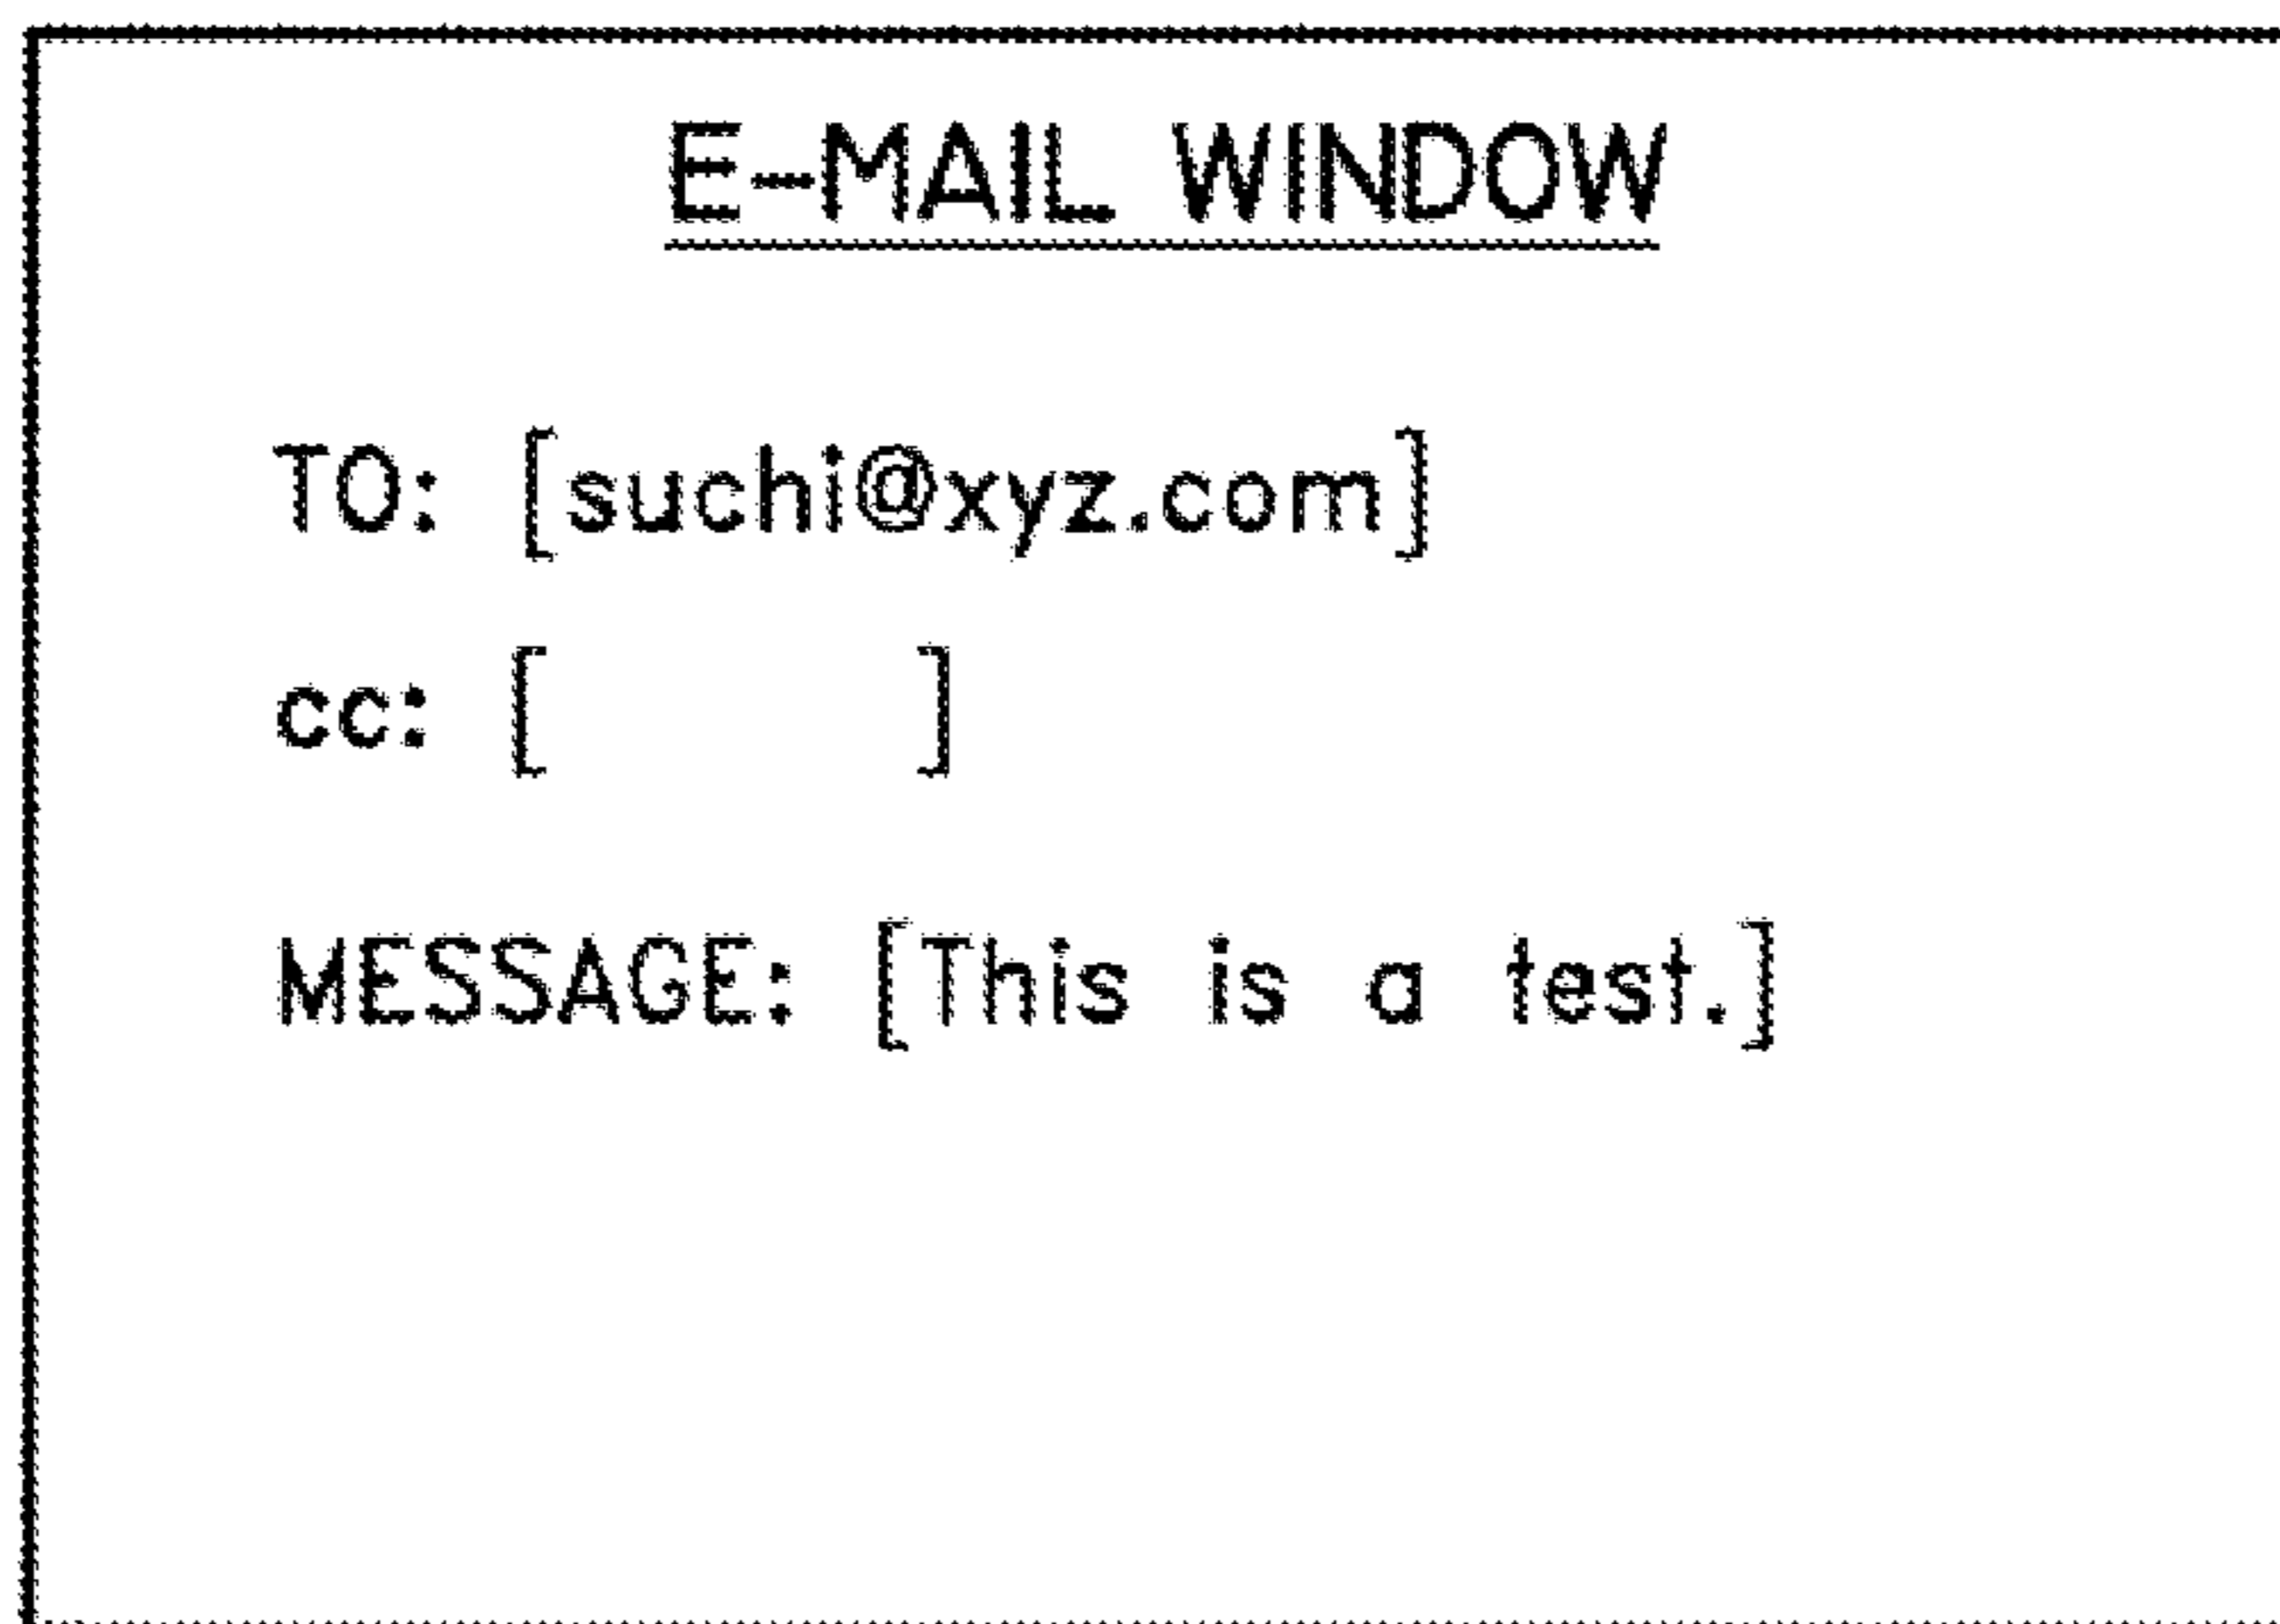 E-MAIL WINDOW
TO: [suchi@xyz.com]
cc: [ ]
MESSAGE: [This is a test.]